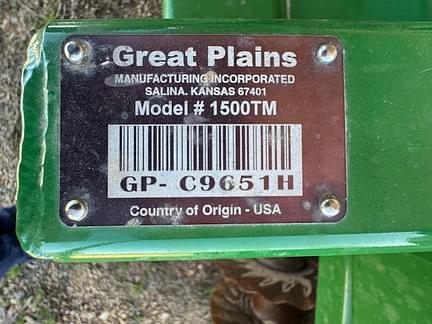 Great Plains
MANUFACTURING INCORPORATED
SALINA. KANSAS 67401
Model # 1500TM
GP- C9651H
Country of Origin - USA